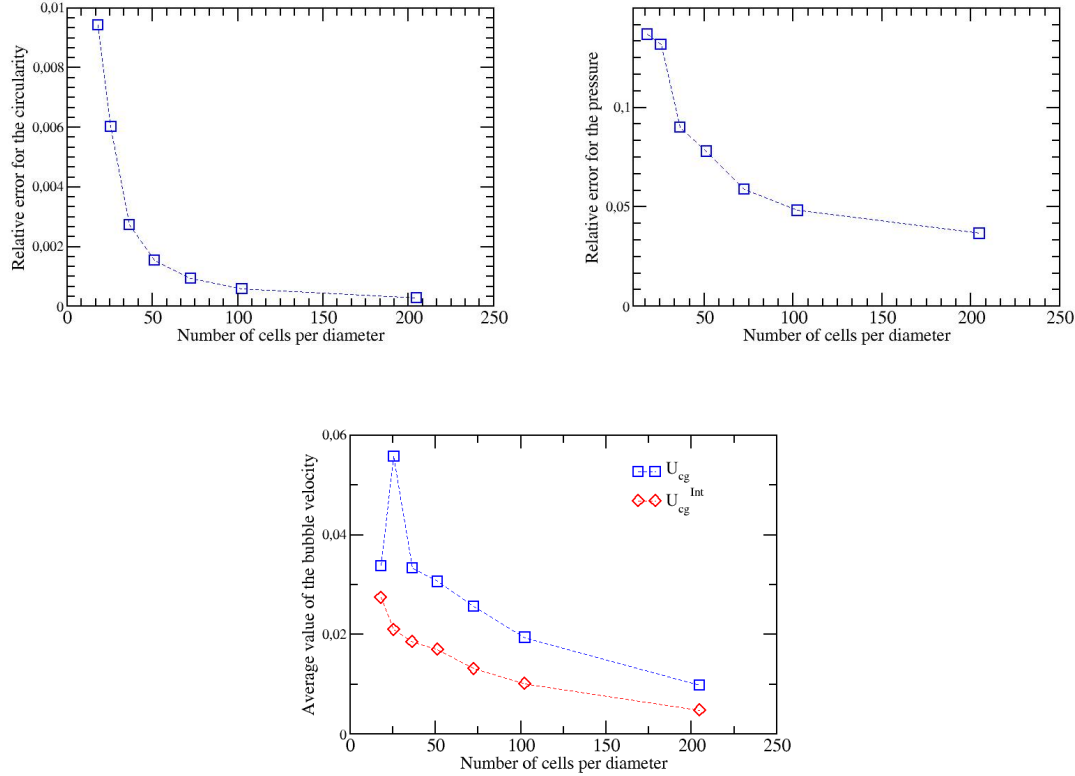 0,01
0,008
0,006
0,004
0,002
0
Relative error for the circularity
0 50 100 150 200 250
Number of cells per diameter
0,1
0,05
0
Relative error for the pressure
50 100 150 200 250
Number of cells per diameter
0,06
0,04
0,02
0
Average value of the bubble velocity
U cg
U cg Int
0 50 100 150 200 250
Number of cells per diameter